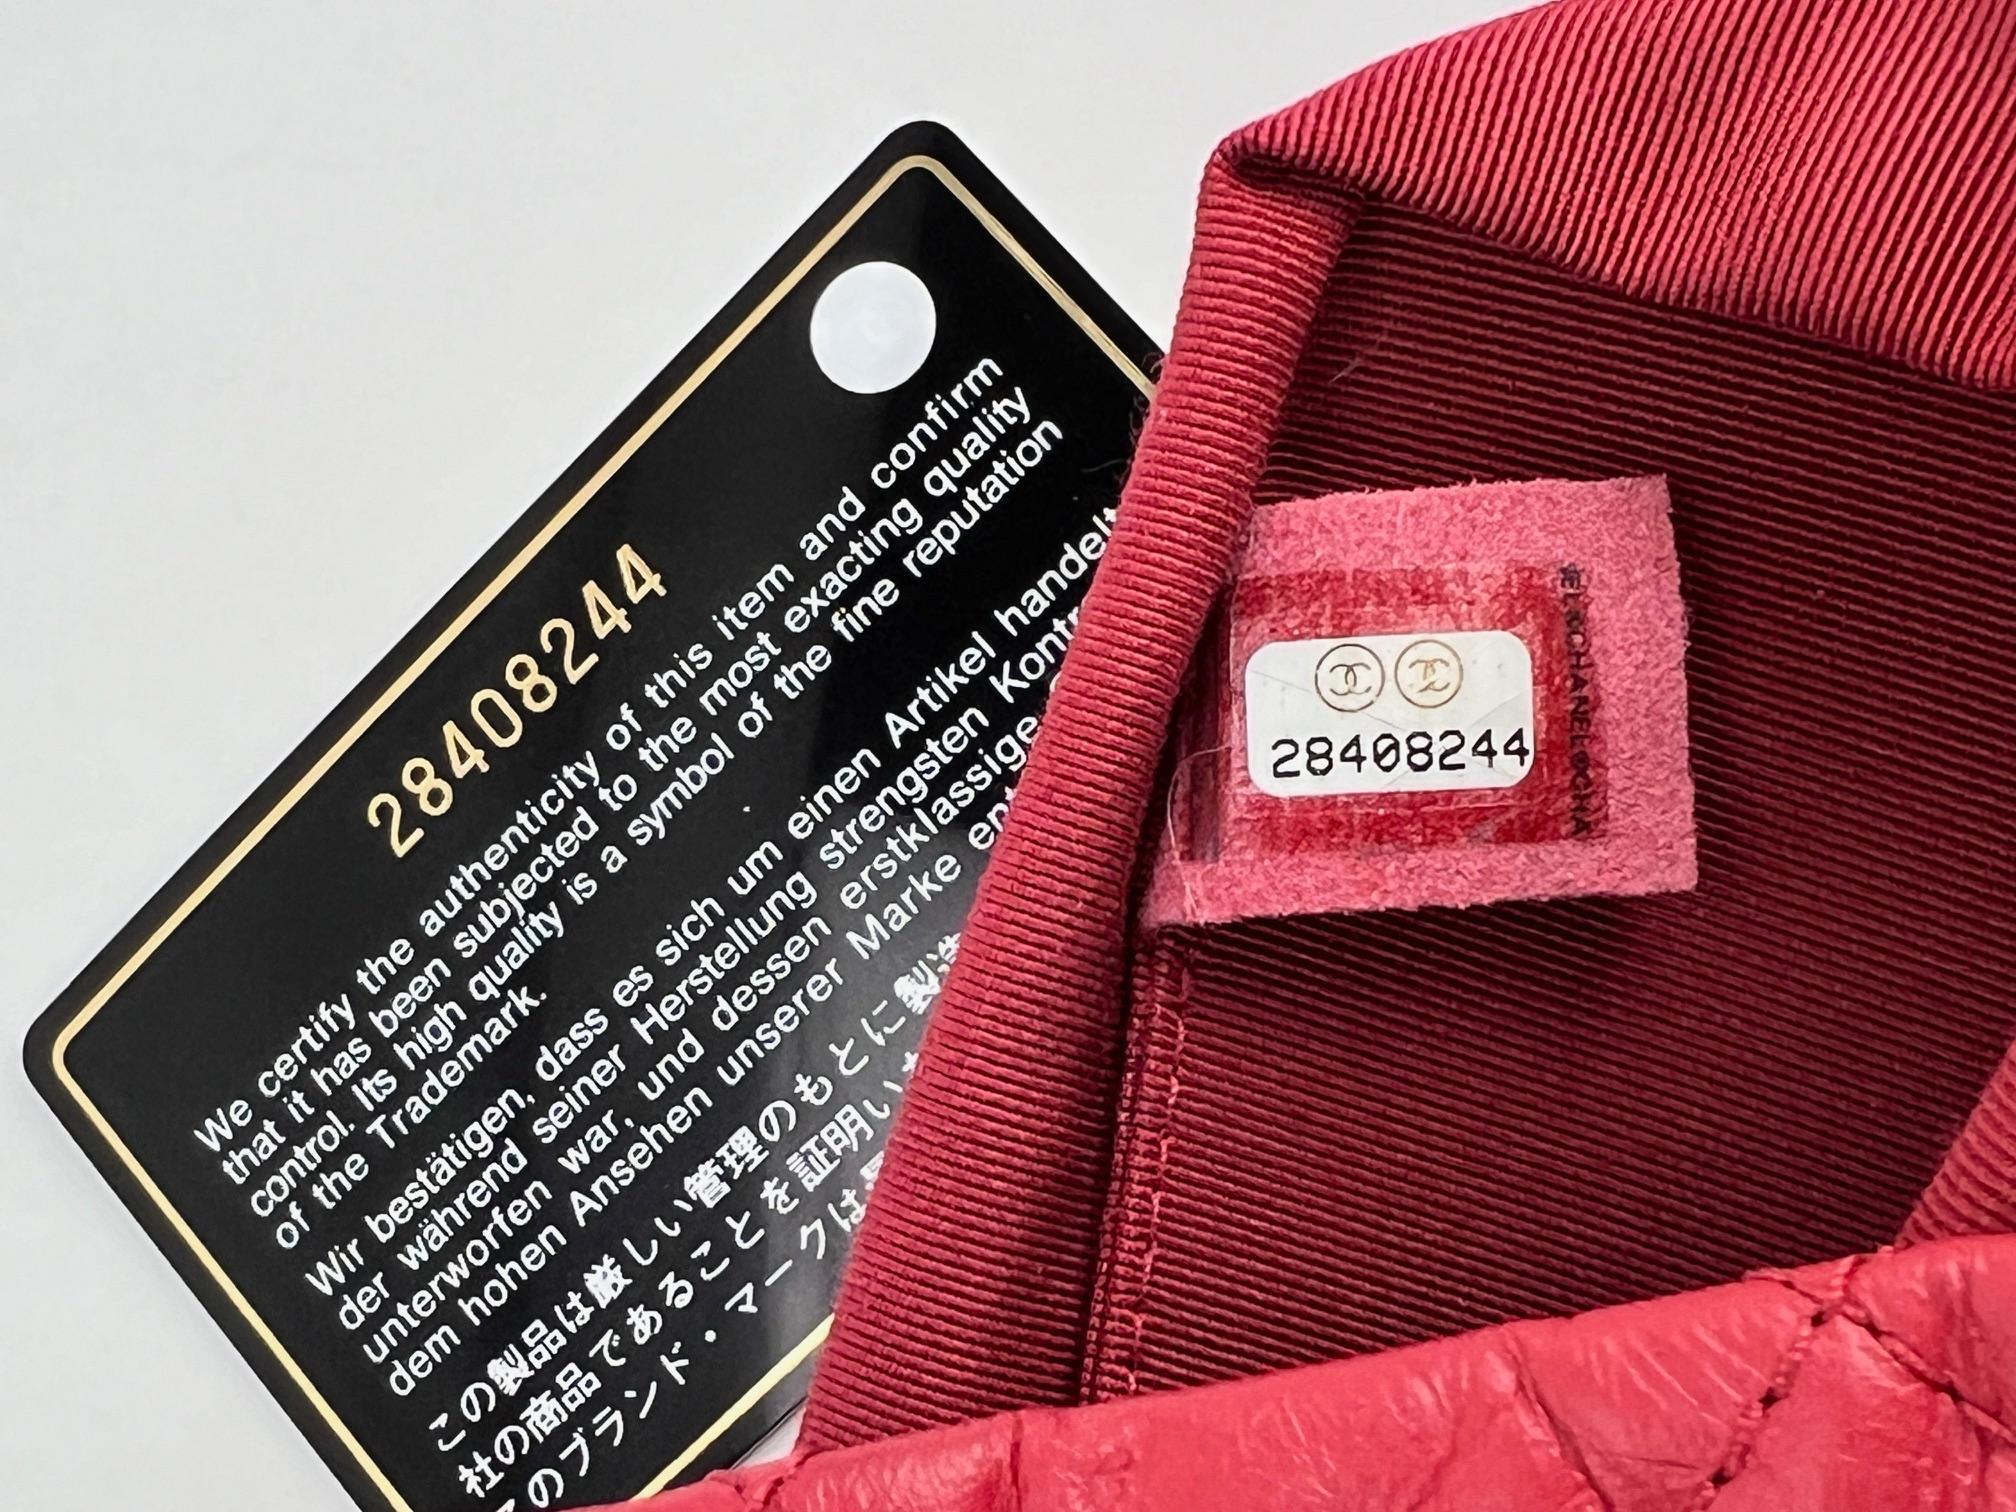 28408244
We certify the authenticity of this item and confirm
that it has been subjected to the most exacting quality
control. Its high quality is a symbol of the fine reputation
of the Trademark.
Wir bestätigen, dass es sich um einen Artikel handelt
der während seiner Herstellung strengsten
unterworfen war, und dessen erstklassige
dem hohen Ansehen unserer Marke
この製品は厳しい管理のもとに製造
社の商品であることを証明い
のブランド・マークは
28408244